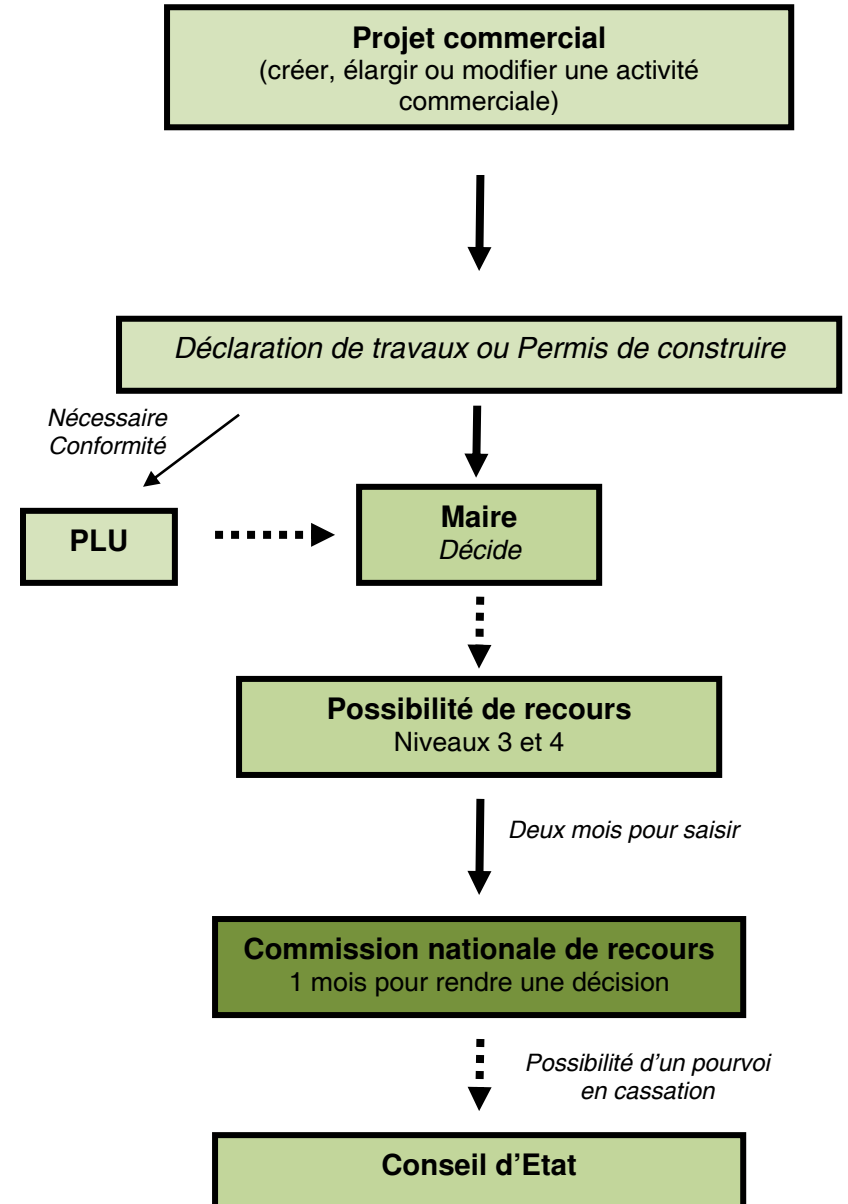 Projet commercial
(créer, élargir ou modifier une activité
commerciale)
Déclaration de travaux ou Permis de construire
Nécessaire
Conformité
PLU
Maire
Décide
Possibilité de recours
Niveaux 3 et 4
Deux mois pour saisir
Commission nationale de recours
1 mois pour rendre une décision
Possibilité d’un pourvoi
en cassation
Conseil d’Etat